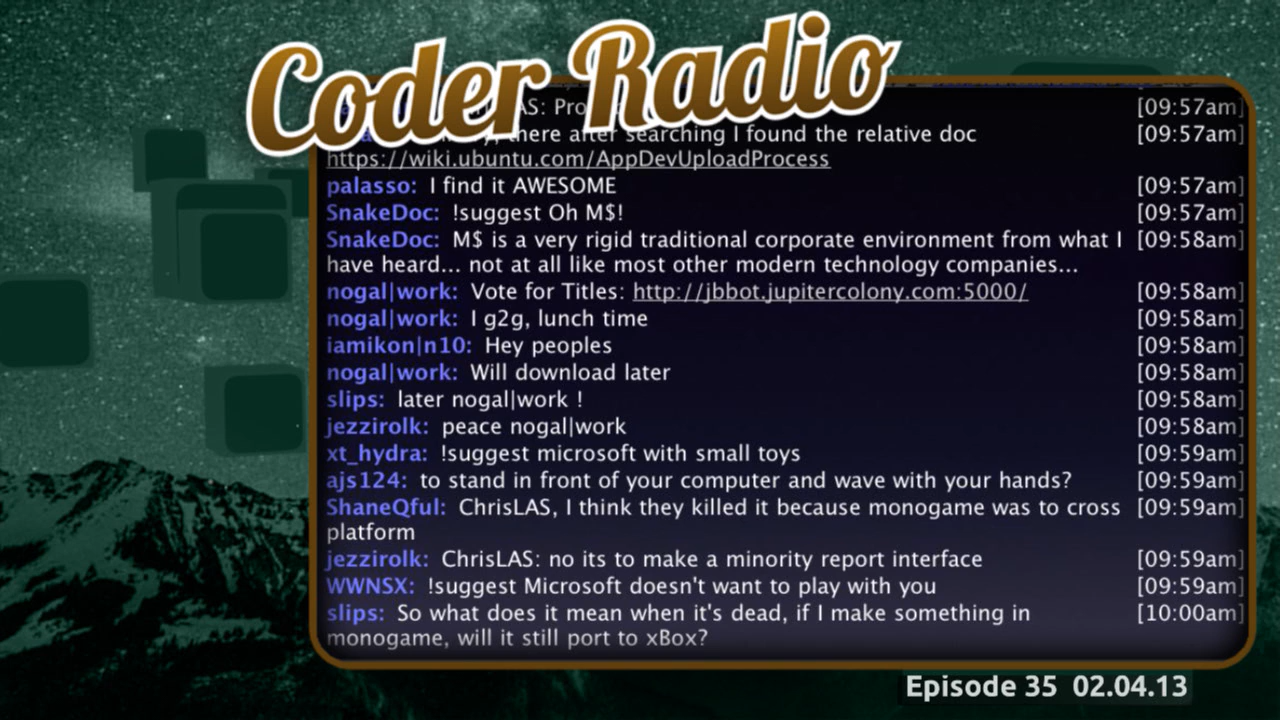 Coder Radio
AS: Pro [09:57am]
there after searching I found the relative doc [09:57am]
https://wiki.ubuntu.com/AppDevUploadProcess
palasso: I find it AWESOME [09:57am]
SnakeDoc: !suggest Oh M$! [09:57am]
SnakeDoc: M$ is a very rigid traditional corporate environment from what I [09:58am]
have heard... not at all like most other modern technology companies...
nogal|work: Vote for Titles: http://jbbot.jupitercolony.com:5000/ [09:58am]
nogal|work: I g2g, lunch time [09:58am]
iamikon|n10: Hey peoples [09:58am]
nogal|work: Will download later [09:58am]
slips: later nogal|work ! [09:58am]
jezzirolk: peace nogal|work [09:58am]
xt_hydra: !suggest microsoft with small toys [09:59am]
ajs124: to stand in front of your computer and wave with your hands? [09:59am]
ShaneQful: ChrisLAS, I think they killed it because monogame was to cross [09:59am]
platform
jezzirolk: ChrisLAS: no its to make a minority report interface [09:59am]
WWNSX: !suggest Microsoft doesn't want to play with you [09:59am]
slips: So what does it mean when it's dead, if I make something in [10:00am]
monogame, will it still port to xBox?
Episode 35 02.04.13